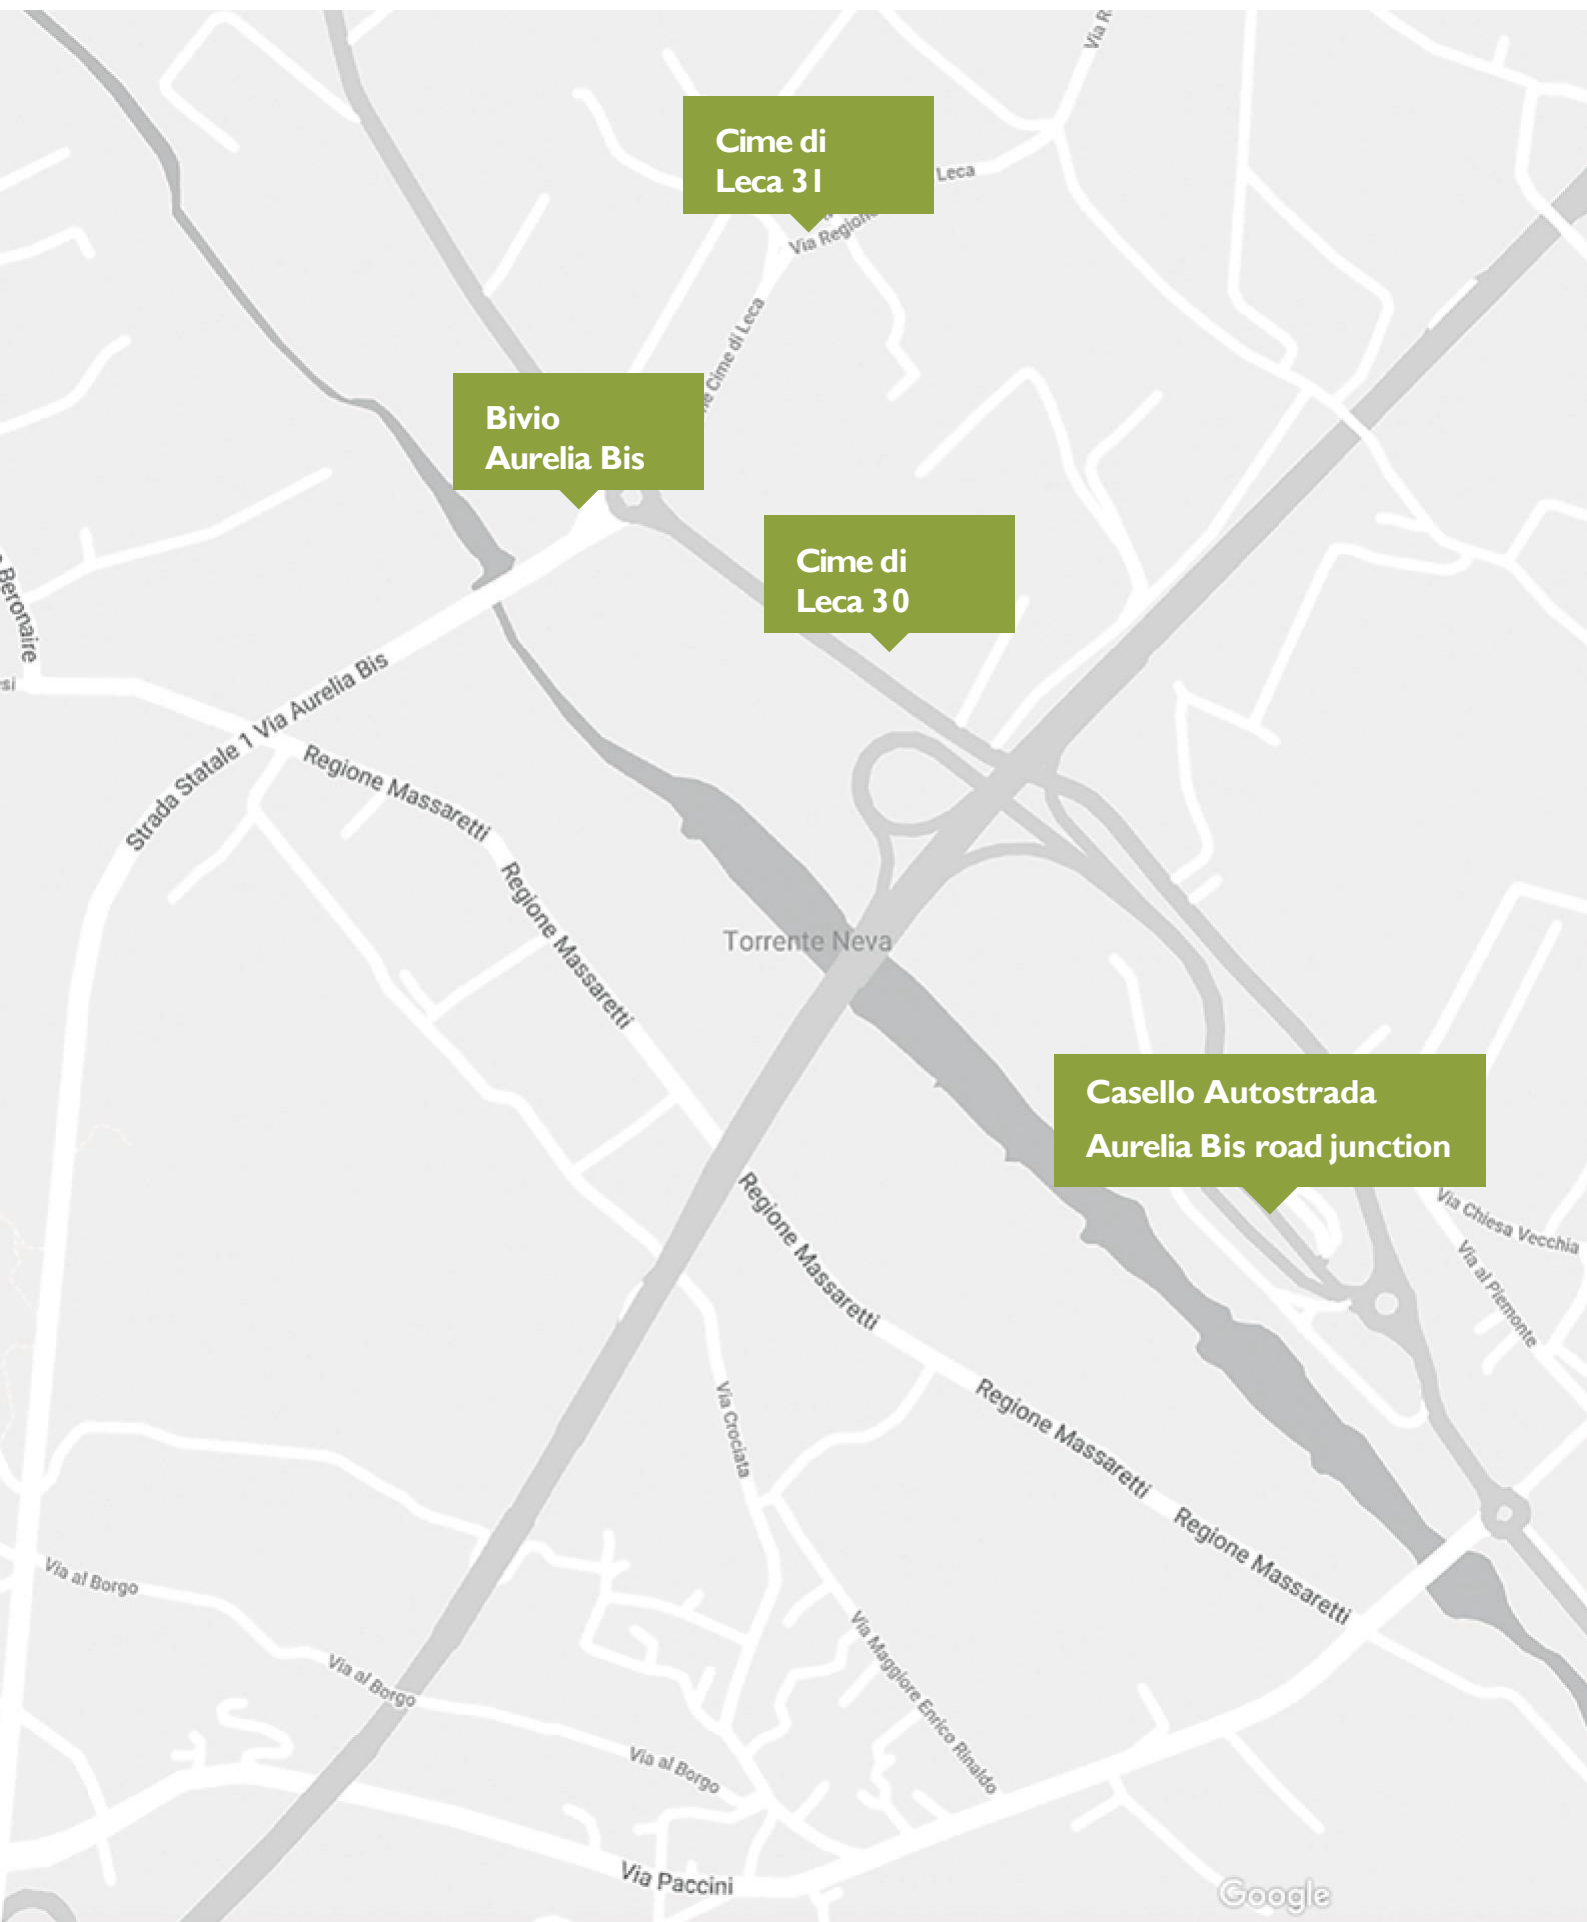 Via R
Cime di
Leca 31
Leca
Via Regione
Cime di Leca
Bivio
Aurelia Bis
Cime di
Leca 30
Beronaire
si
Strada Statale 1 Via Aurelia Bis
Regione Massaretti
Regione Massaretti
Torrente Neva
Casello Autostrada
Aurelia Bis road junction
Regione Massaretti
Via Chiesa Vecchia
Via al Piemonte
Via Crociata
Regione Massaretti
Regione Massaretti
Via al Borgo
Via al Borgo
Via Maggiore Enrico Rinaldo
Via al Borgo
Via Paccini
Google